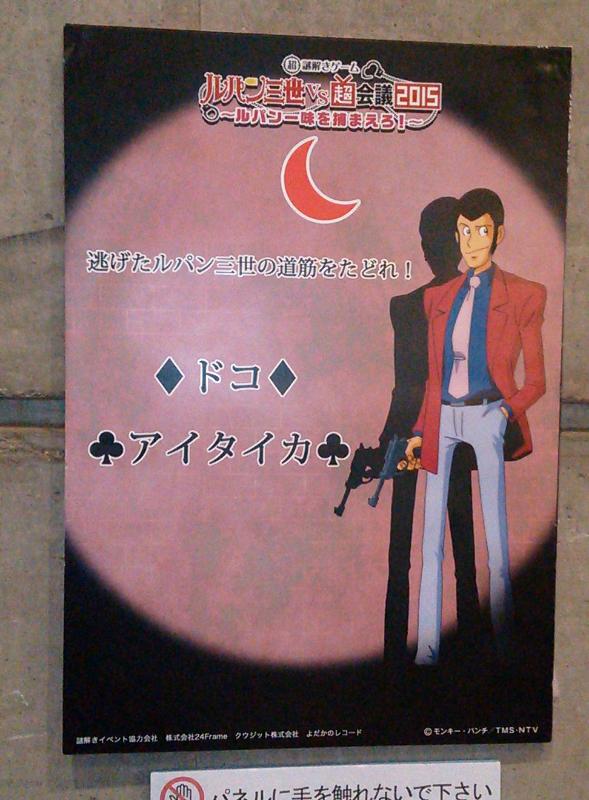 超 謎解きゲーム
ルパン三世VS超会議2015
～ルパン一味を捕まえろ！～
逃げたルパン三世の道筋をたどれ！
♦ドコ♦
♣アイタイカ♣
謎解きイベント協力会社 株式会社24Frame クウジット株式会社 よだかのレコード
©モンキー・パンチ／TMS・NTV
パネルに手を触れないで下さい